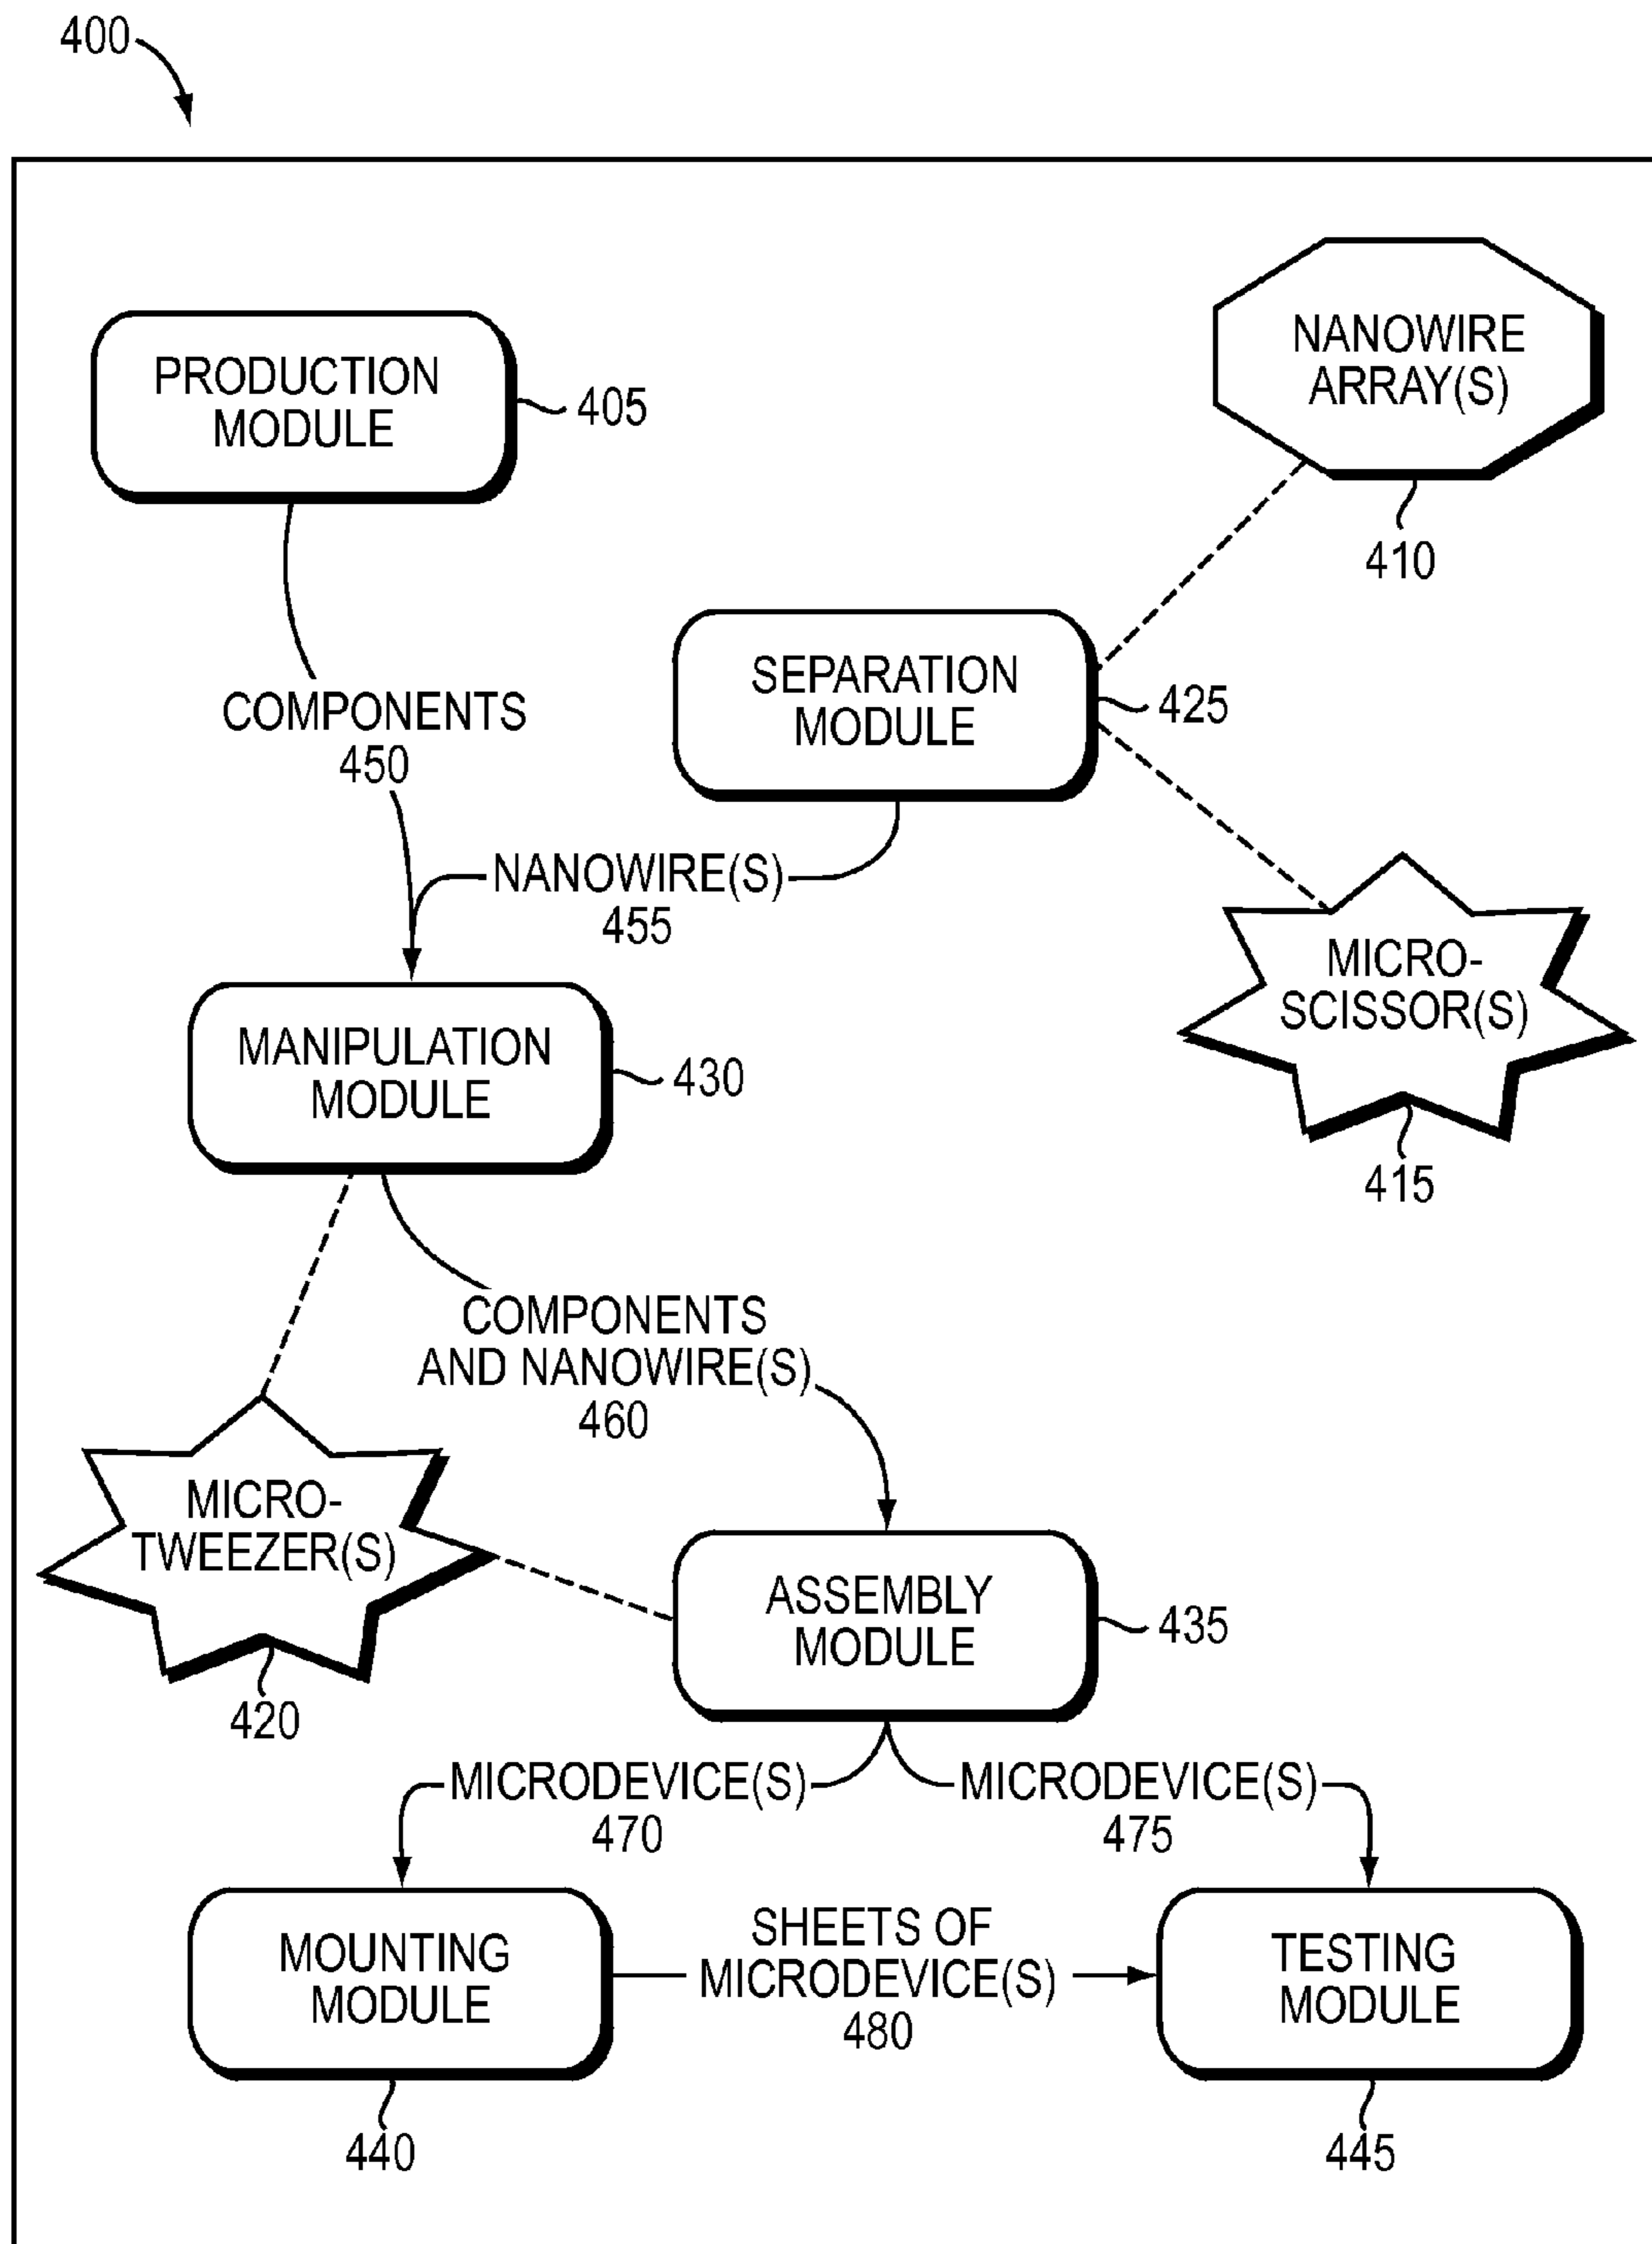 400
PRODUCTION
MODULE
405
NANOWIRE
ARRAY(S)
410
SEPARATION
MODULE
425
COMPONENTS
450
NANOWIRE(S)
455
MICRO-
SCISSOR(S)
415
MANIPULATION
MODULE
430
COMPONENTS
AND NANOWIRE(S)
460
MICRO-
TWEEZER(S)
420
ASSEMBLY
MODULE
435
MICRODEVICE(S)
470
MICRODEVICE(S)
475
MOUNTING
MODULE
440
SHEETS OF
MICRODEVICE(S)
480
TESTING
MODULE
445